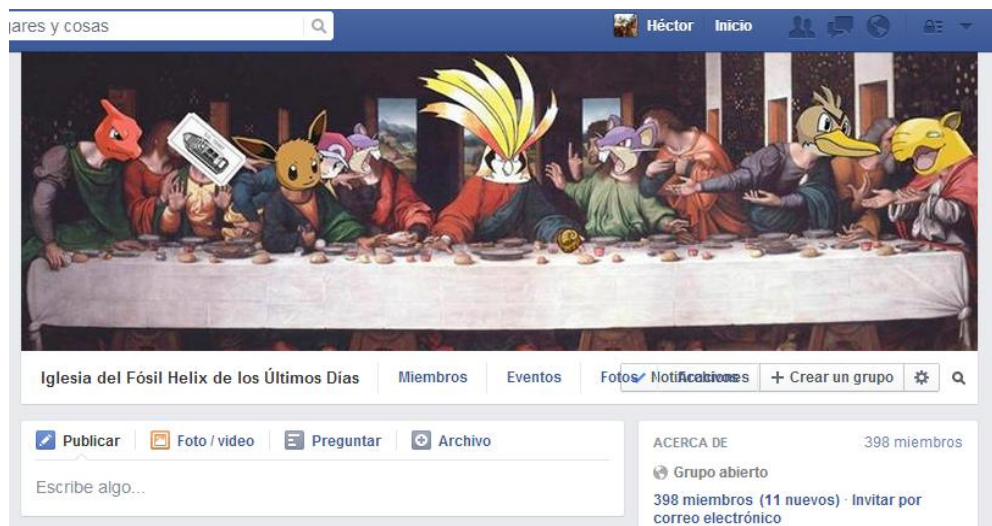 ares y cosas
Héctor Inicio
Iglesia del Fósil Helix de los Últimos Días Miembros Eventos Fotos Notificaciones + Crear un grupo
Publicar Foto / video Preguntar Archivo
Escribe algo...
ACERCA DE 398 miembros
Grupo abierto
398 miembros (11 nuevos) · Invitar por
correo electrónico